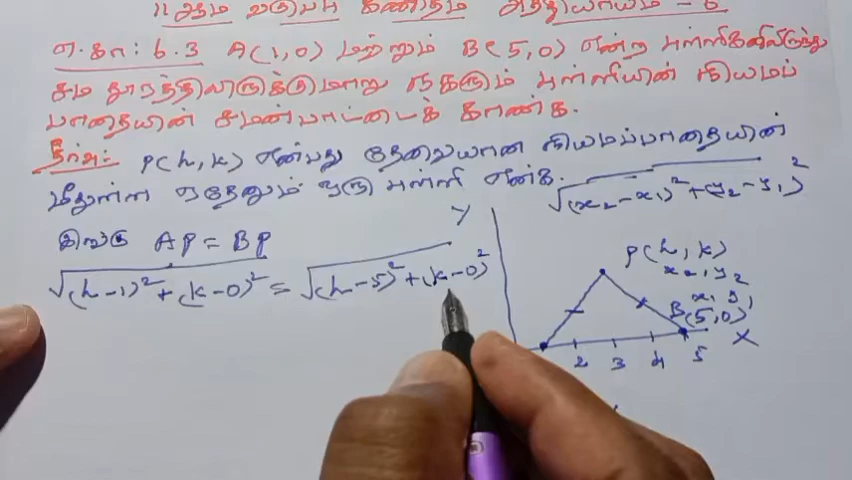 11 ஆம் வகுப்பு கணிதம் அத்தியாயம் - 6
எ.கா: 6.3 A(1,0) மற்றும் B(5,0) என்ற புள்ளிகளிலிருந்து
சம தூரத்திலிருக்குமாறு நகரும் புள்ளியின் நியமப்
பாதையின் சமன்பாட்டைக் காண்க.
தீர்வு: P(h,k) என்பது தேவையான நியமப்பாதையின்
மீதுள்ள ஏதேனும் ஒரு புள்ளி என்க.
√(x₂-x₁)²+(y₂-y₁)²
இங்கு AP = BP
√(h-1)²+(k-0)² = √(h-5)²+(k-0)²
Y
P(h,k)
x₂,y₂
x₁ y₁
B(5,0)
X
2 3 4 5